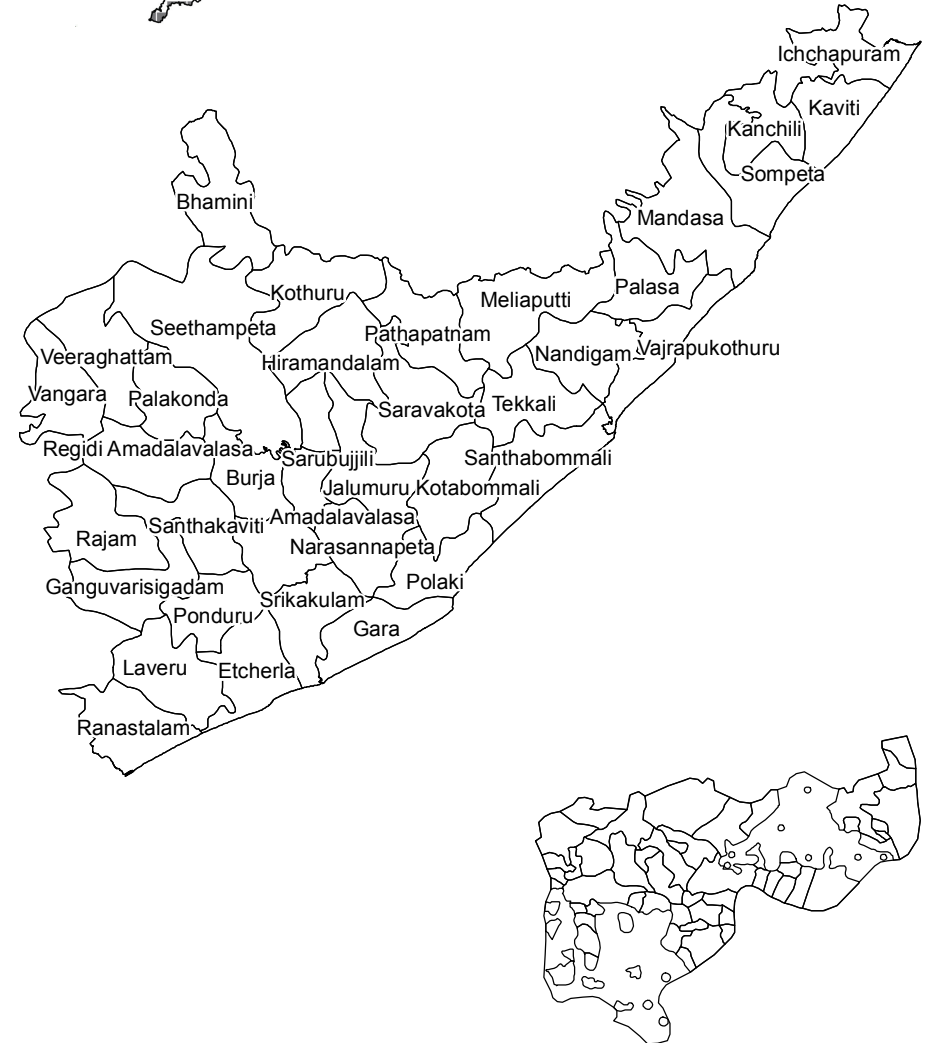 Ichchapuram
Kaviti
Kanchili
Sompeta
Bhamini
Mandasa
Kothuru
Meliaputti
Palasa
Seethampeta
Pathapatnam
Veeraghattam
Hiramandalam
Nandigam
Vajrapukothuru
Vangara
Palakonda
Saravakota
Tekkali
Regidi Amadalavalasa
Sarubujjili
Santhabommali
Burja
Jalumuru
Kotabommali
Santhakaviti
Amadalavalasa
Rajam
Narasannapeta
Ganguvarisigadam
Polaki
Srikakulam
Ponduru
Gara
Laveru
Etcherla
Ranastalam